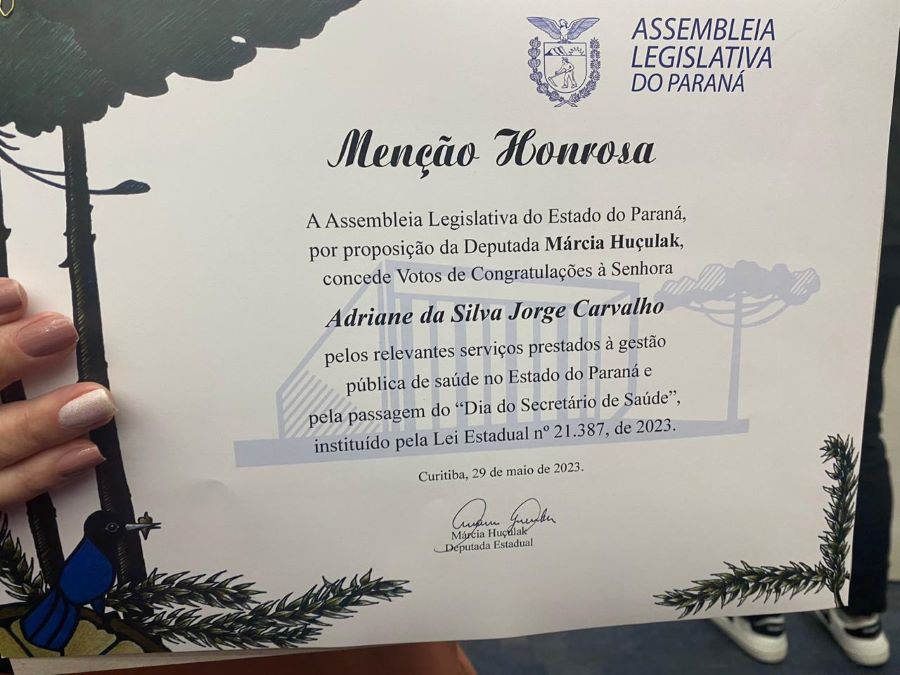 ASSEMBLEIA
LEGISLATIVA
DO PARANÁ
Menção Honrosa
A Assembleia Legislativa do Estado do Paraná,
por proposição da Deputada Márcia Huçulak,
concede Votos de Congratulações à Senhora
Adriane da Silva Jorge Carvalho
pelos relevantes serviços prestados à gestão
pública de saúde no Estado do Paraná e
pela passagem do “Dia do Secretário de Saúde”,
instituído pela Lei Estadual nº 21.387, de 2023.
Curitiba, 29 de maio de 2023.
Márcia Huçulak
Deputada Estadual